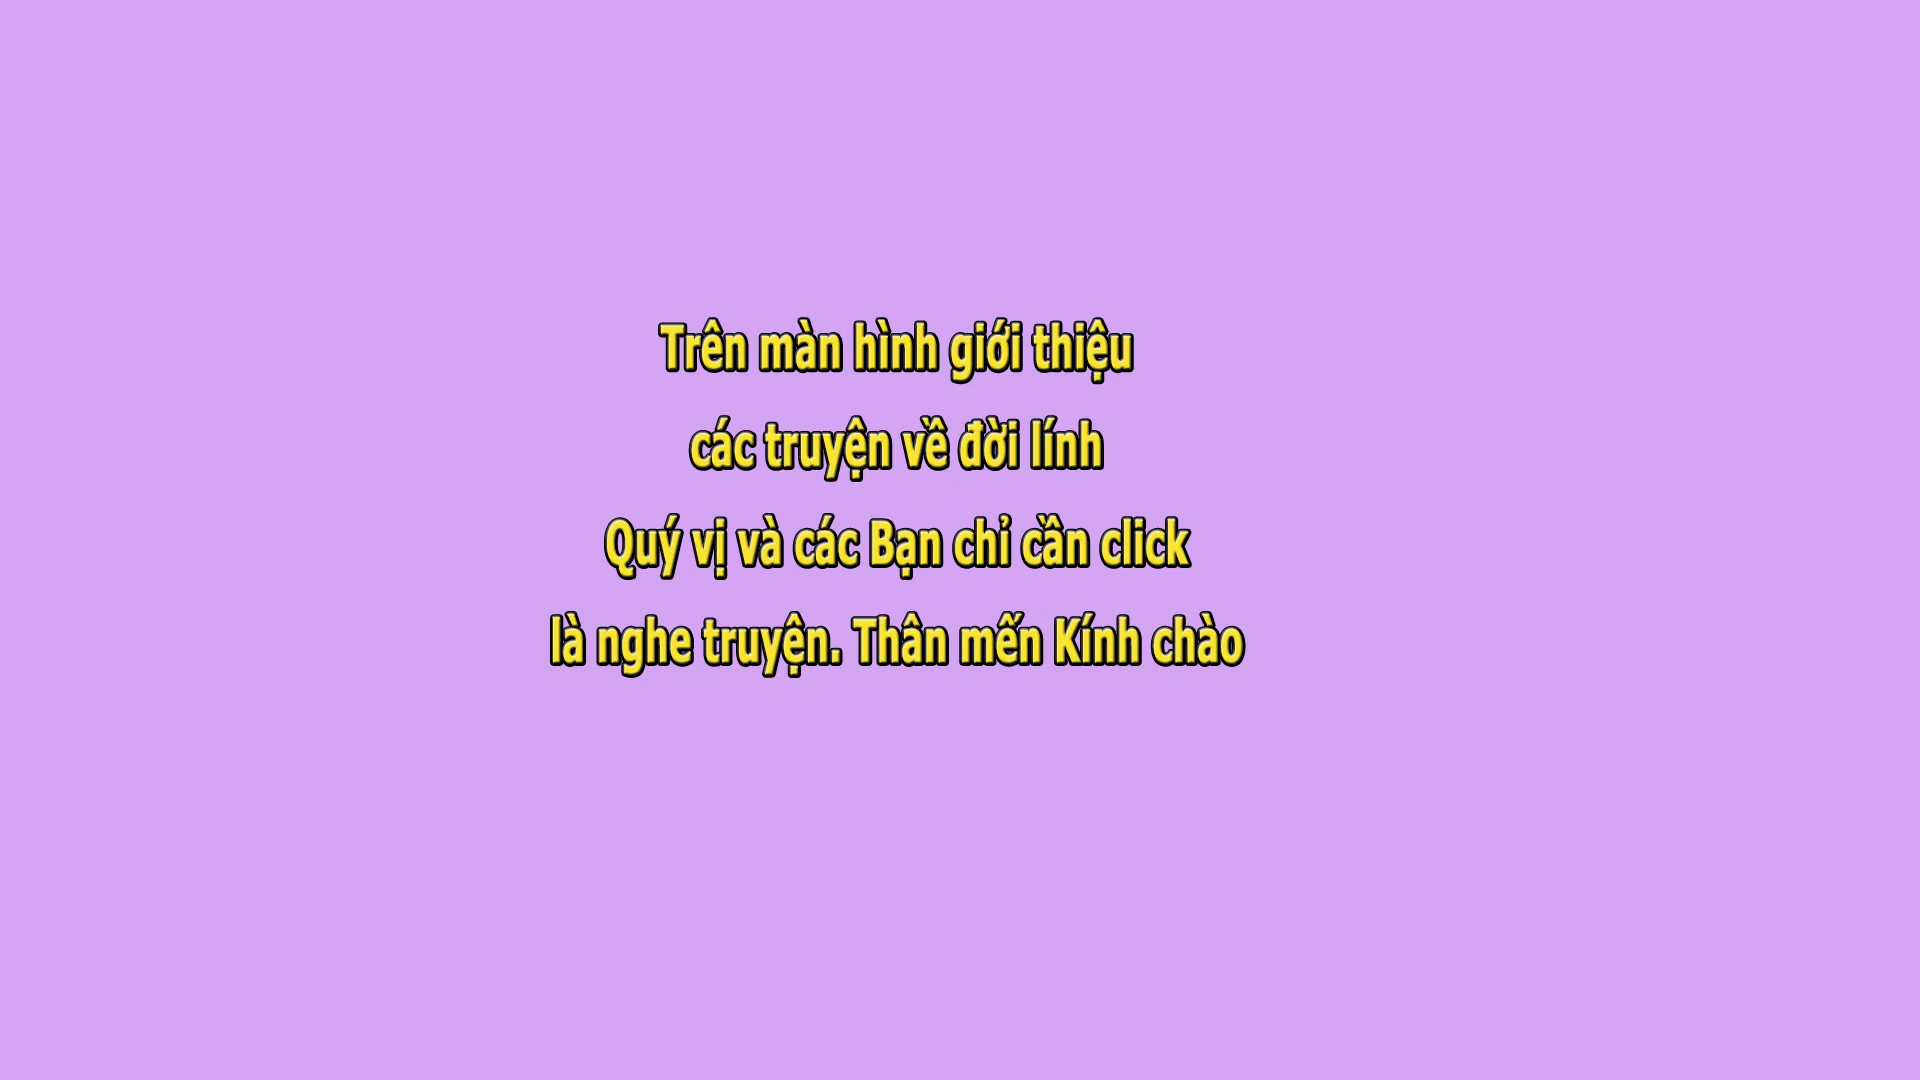 Trên màn hình giới thiệu
các truyện về đời lính
Quý vị và các Bạn chỉ cần click
là nghe truyện. Thân mến Kính chào